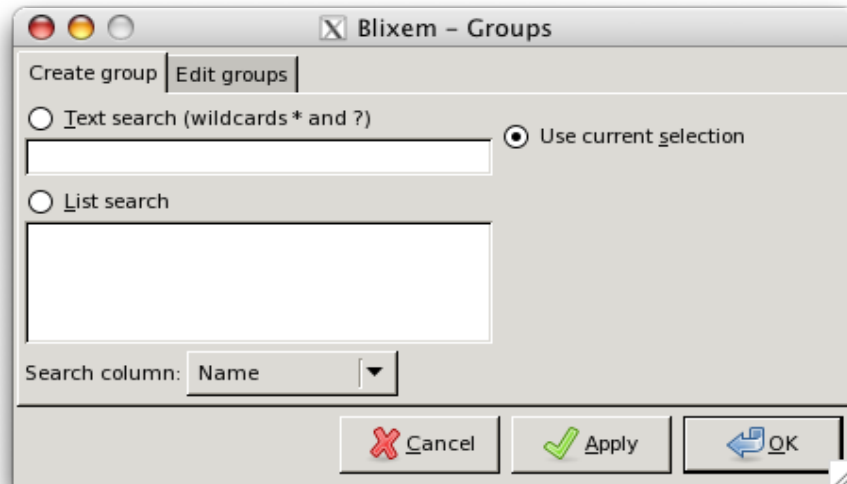 Blixem – Groups
Create group
Edit groups
Text search (wildcards * and ?)
Use current selection
List search
Search column: Name
Cancel
Apply
OK